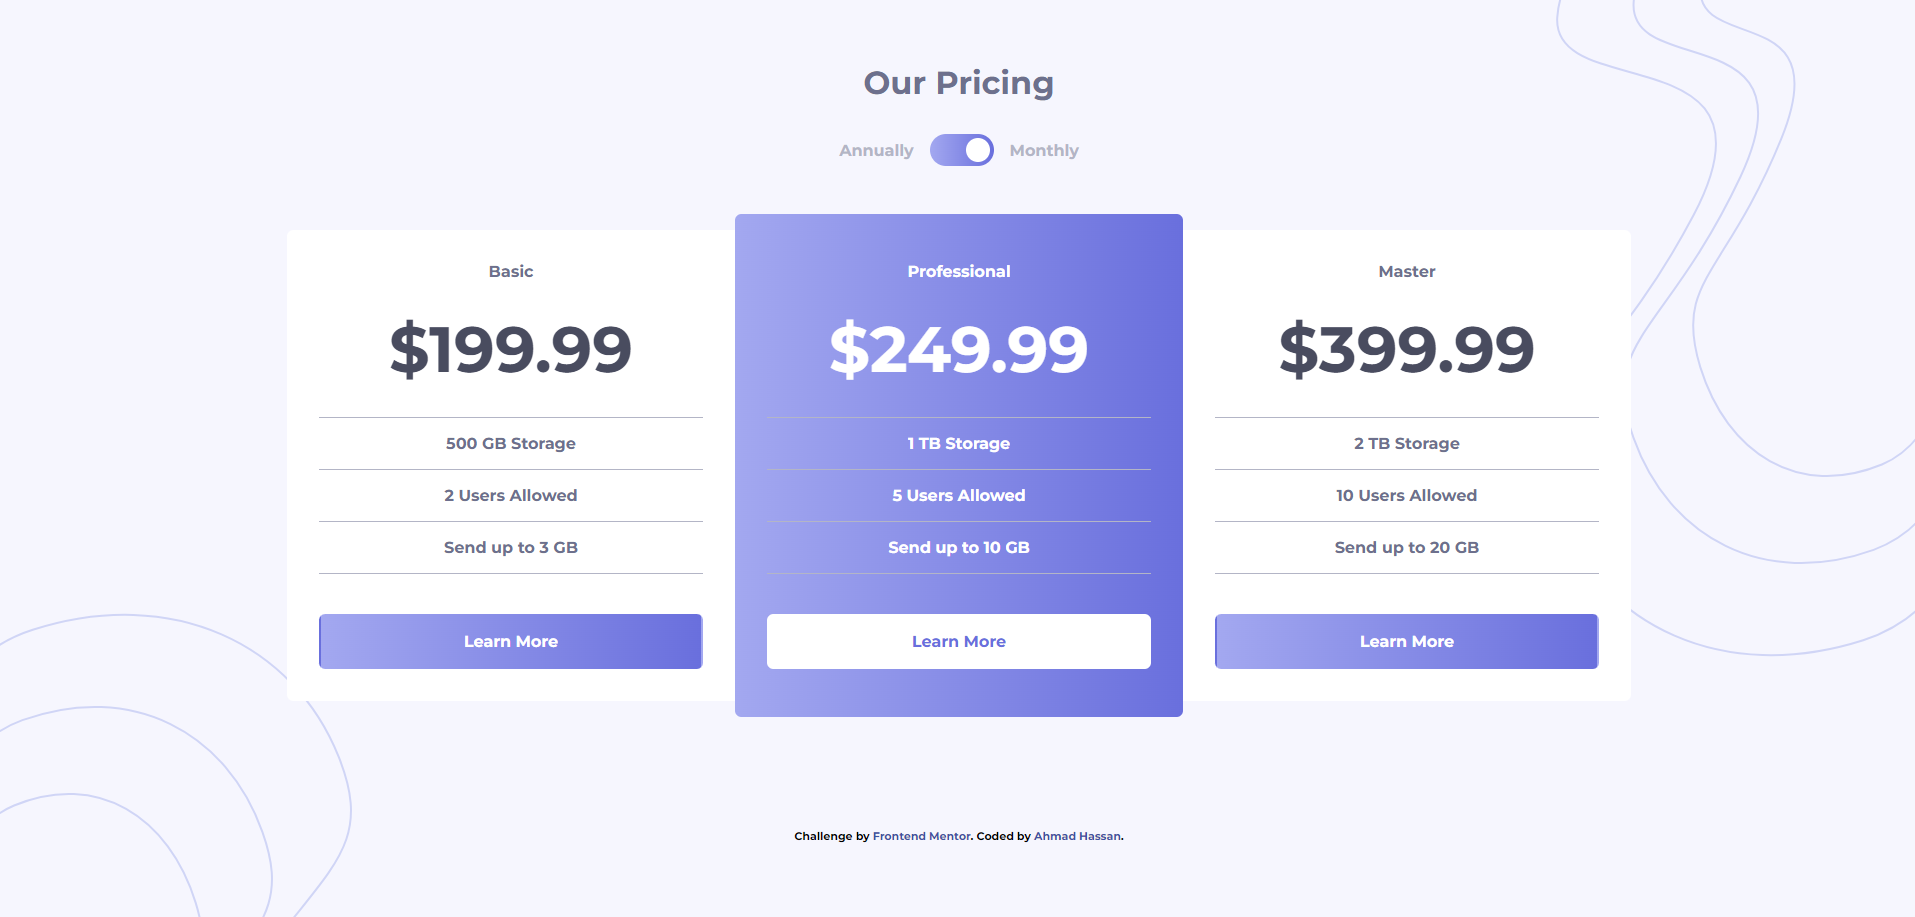 Our Pricing
Annually Monthly
Basic
$199.99
500 GB Storage
2 Users Allowed
Send up to 3 GB
Learn More
Professional
$249.99
1 TB Storage
5 Users Allowed
Send up to 10 GB
Learn More
Master
$399.99
2 TB Storage
10 Users Allowed
Send up to 20 GB
Learn More
Challenge by Frontend Mentor. Coded by Ahmad Hassan.